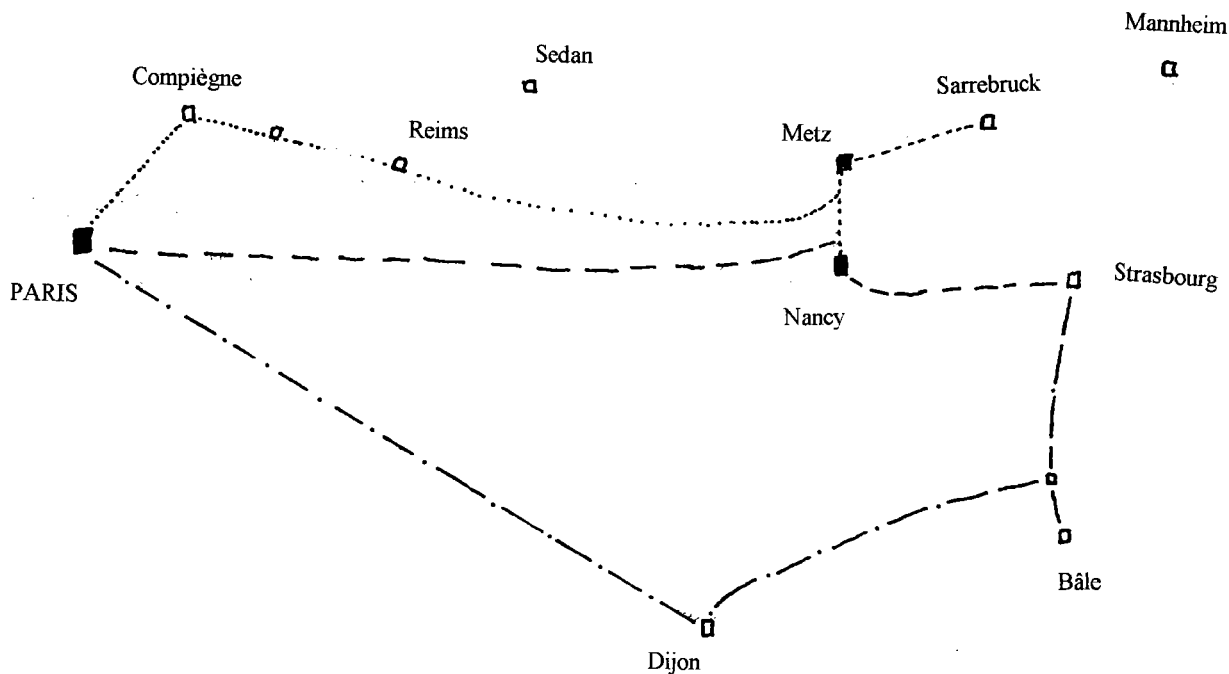 Mannheim
Sedan
Compiègne
Sarrebruck
Reims
Metz
Strasbourg
PARIS
Nancy
Bâle
Dijon